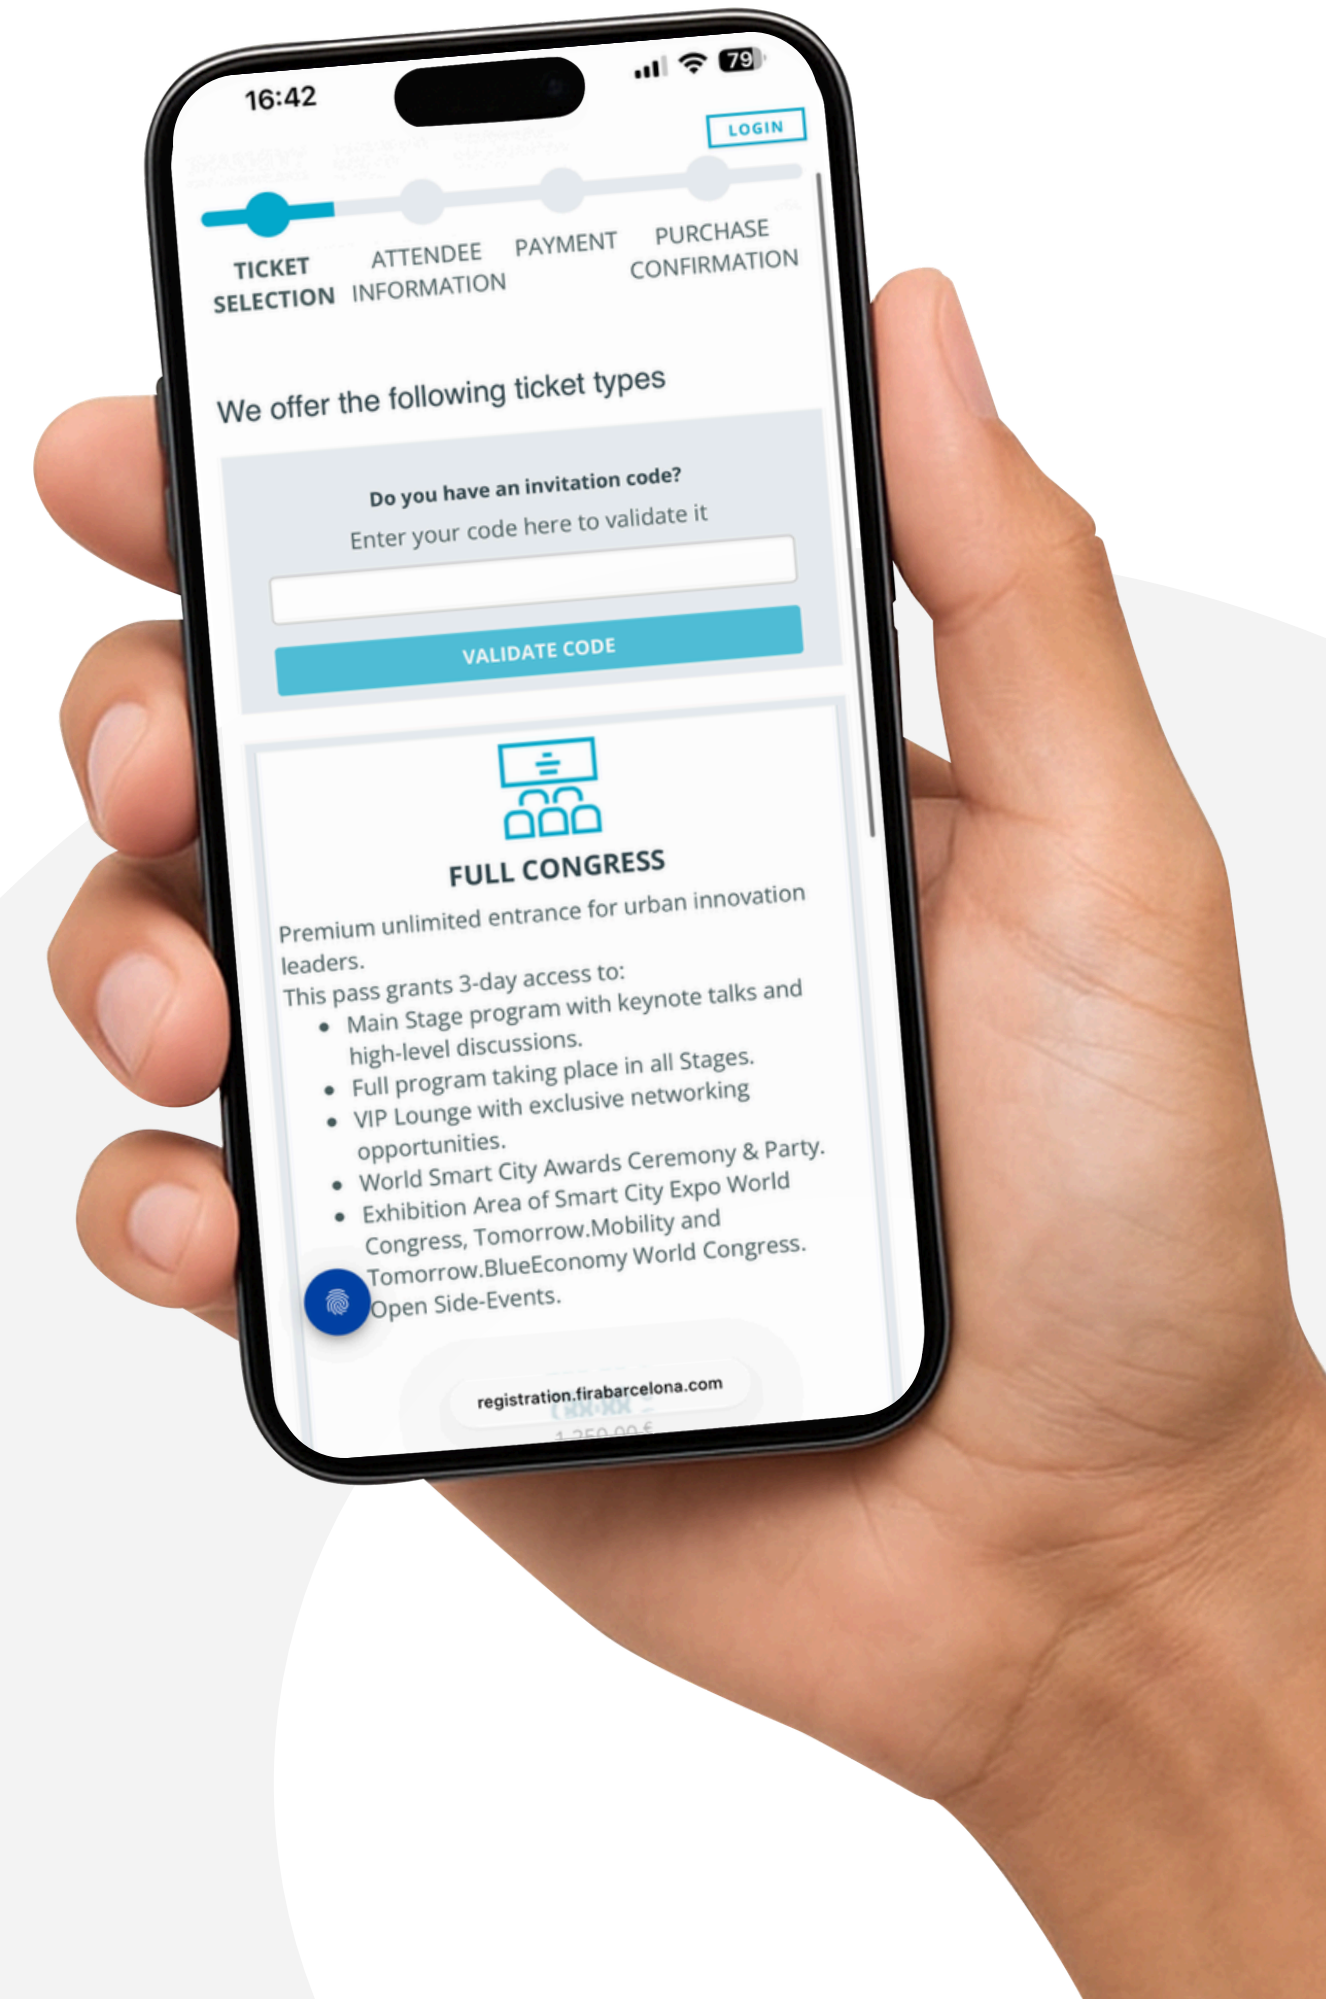 16:42
79
LOGIN
TICKET
SELECTION
ATTENDEE
INFORMATION
PAYMENT
PURCHASE
CONFIRMATION
We offer the following ticket types
Do you have an invitation code?
Enter your code here to validate it
VALIDATE CODE
FULL CONGRESS
Premium unlimited entrance for urban innovation
leaders.
This pass grants 3-day access to:
• Main Stage program with keynote talks and
high-level discussions.
• Full program taking place in all Stages.
• VIP Lounge with exclusive networking
opportunities.
• World Smart City Awards Ceremony & Party.
• Exhibition Area of Smart City Expo World
Congress, Tomorrow.Mobility and
Tomorrow.BlueEconomy World Congress.
Open Side-Events.
registration.firabarcelona.com